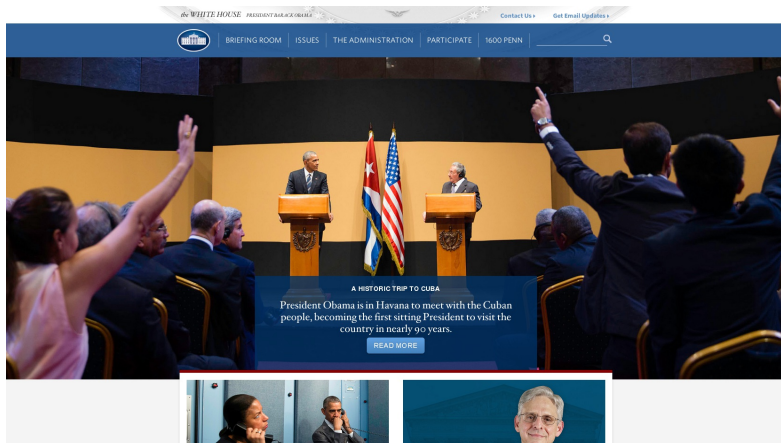 the WHITE HOUSE PRESIDENT BARACK OBAMA
Contact Us Get Email Updates
BRIEFING ROOM ISSUES THE ADMINISTRATION PARTICIPATE 1600 PENN
A HISTORIC TRIP TO CUBA
President Obama is in Havana to meet with the Cuban
people, becoming the first sitting President to visit the
country in nearly 90 years.
READ MORE